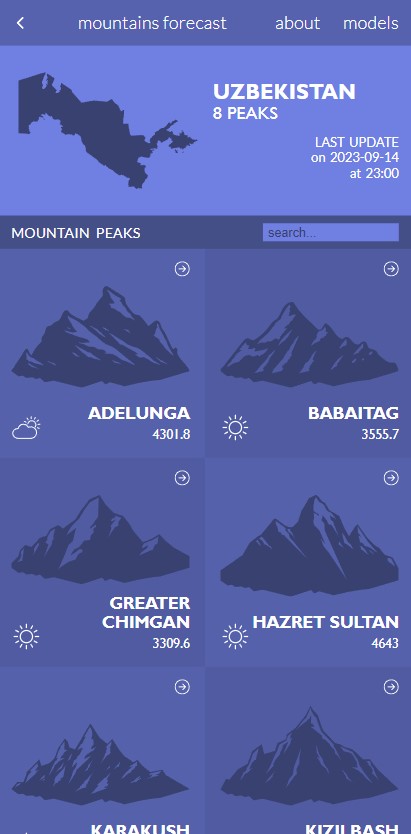 mountains forecast about models
UZBEKISTAN
8 PEAKS
LAST UPDATE
on 2023-09-14
at 23:00
MOUNTAIN PEAKS
search...
ADELUNGA
4301.8
BABAITAG
3555.7
GREATER
CHIMGAN
3309.6
HAZRET SULTAN
4643
KARAKUSH
KIZILBASH